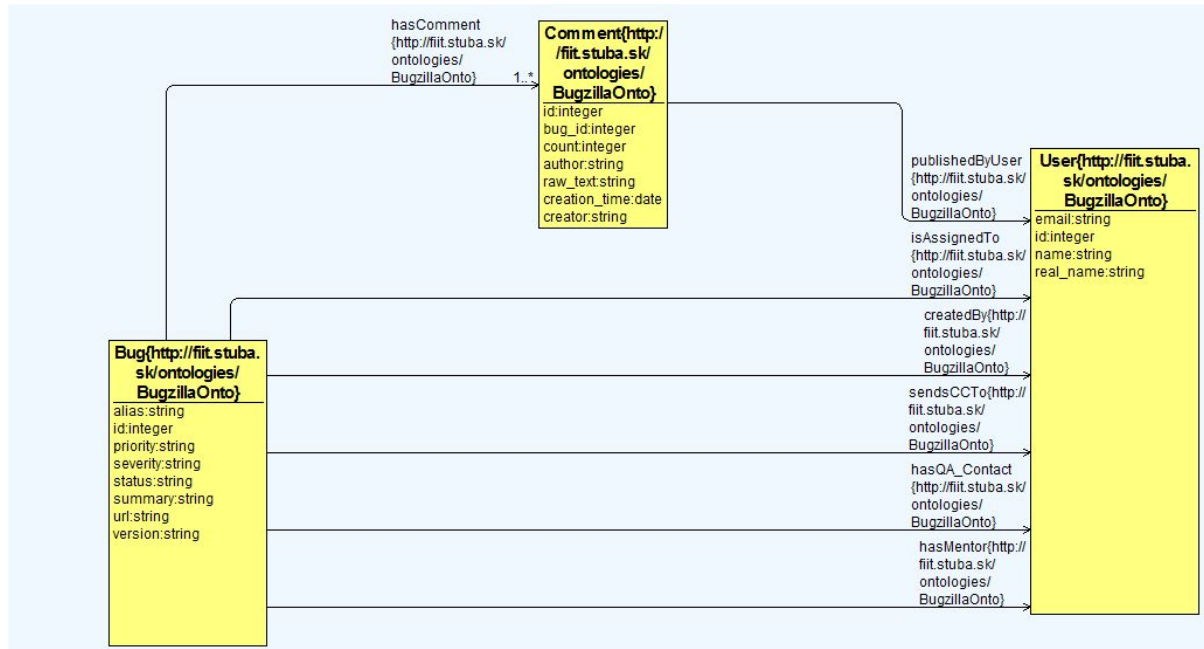 hasComment
{http://fiit.stuba.sk/
ontologies/
BugzillaOnto}
1..*
Comment{http:/
/fiit.stuba.sk/
ontologies/
BugzillaOnto}
id:integer
bug_id:integer
count:integer
author:string
raw_text:string
creation_time:date
creator:string
publishedByUser
{http://fiit.stuba.sk/
ontologies/
BugzillaOnto}
User{http://fiit.stuba.
sk/ontologies/
BugzillaOnto}
email:string
id:integer
name:string
real_name:string
isAssignedTo
{http://fiit.stuba.sk/
ontologies/
BugzillaOnto}
createdBy{http://
fiit.stuba.sk/
ontologies/
BugzillaOnto}
Bug{http://fiit.stuba.
sk/ontologies/
BugzillaOnto}
alias:string
id:integer
priority:string
severity:string
status:string
summary:string
url:string
version:string
sendsCCTo{http://
fiit.stuba.sk/
ontologies/
BugzillaOnto}
hasQA_Contact
{http://fiit.stuba.sk/
ontologies/
BugzillaOnto}
hasMentor{http://
fiit.stuba.sk/
ontologies/
BugzillaOnto}